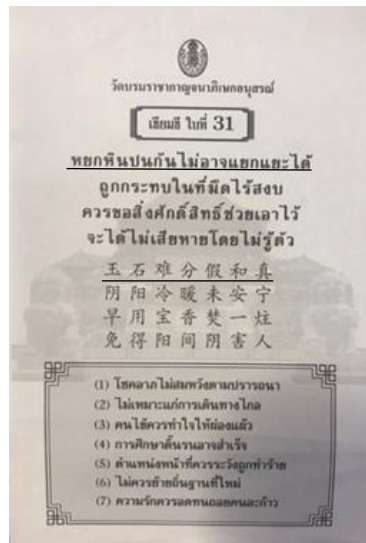 วัดบรมราชากาญจนาภิเษกอนุสรณ์
เซียมซี ใบที่ 31
หยกหินปนกันไม่อาจแยกแยะได้
ถูกกระทบในที่มืดไร้สงบ
ควรขอสิ่งศักดิ์สิทธิ์ช่วยเอาไว้
จะได้ไม่เสียหายโดยไม่รู้ตัว
玉石难分假和真
阴阳冷暖未安宁
早用宝香焚一炷
免得阳间阴害人
(1) โชคลาภไม่สมหวังตามปรารถนา
(2) ไม่เหมาะแก่การเดินทางไกล
(3) คนไข้ควรทำใจให้ผ่องแผ้ว
(4) การศึกษาดิ้นรนอาจสำเร็จ
(5) ตำแหน่งหน้าที่ควรระวังถูกทำร้าย
(6) ไม่ควรย้ายถิ่นฐานที่ใหม่
(7) ความรักควรอดทนถอยคนละก้าว